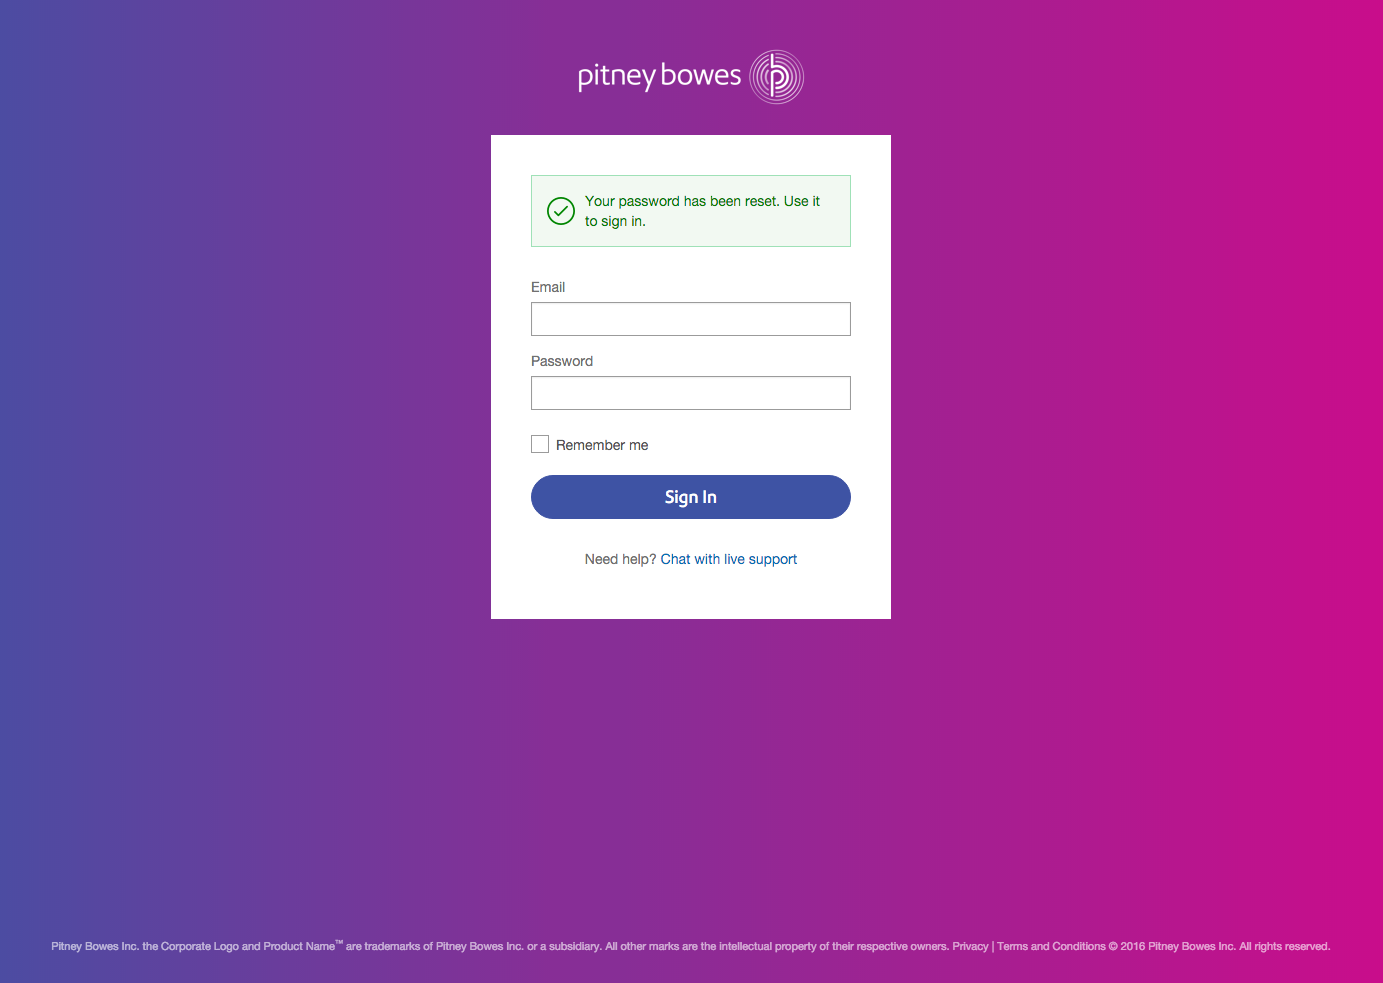 pitney bowes
Your password has been reset. Use it
to sign in.
Email
Password
Remember me
Sign In
Need help? Chat with live support
Pitney Bowes Inc. the Corporate Logo and Product Name™ are trademarks of Pitney Bowes Inc. or a subsidiary. All other marks are the intellectual property of their respective owners. Privacy | Terms and Conditions © 2016 Pitney Bowes Inc. All rights reserved.